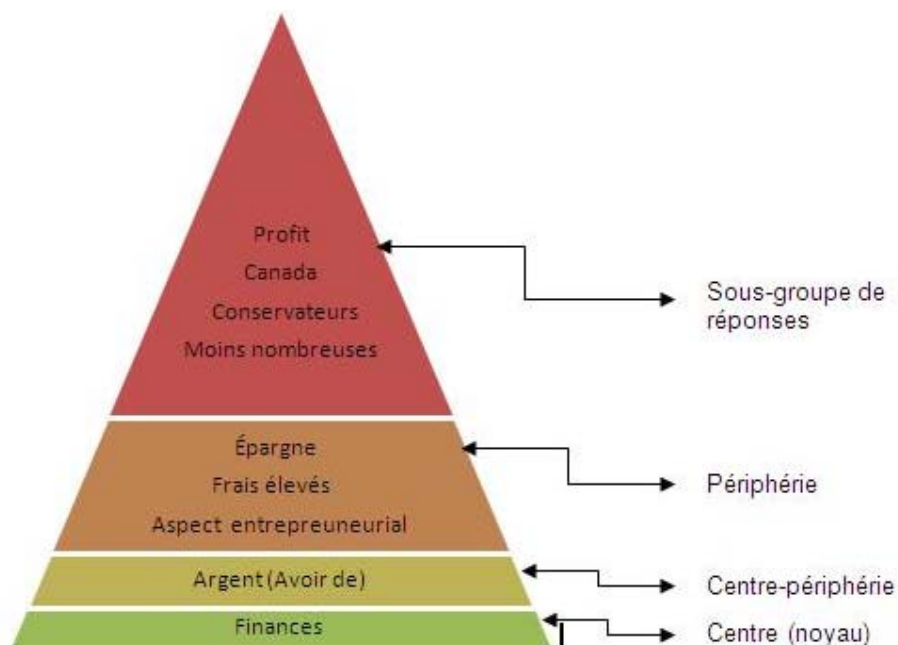 Profit
Canada
Conservateurs
Moins nombreuses
Sous-groupe de
réponses
Épargne
Frais élevés
Aspect entrepreuneurial
Périphérie
Argent (Avoir de)
Centre-périphérie
Finances
Centre (noyau)